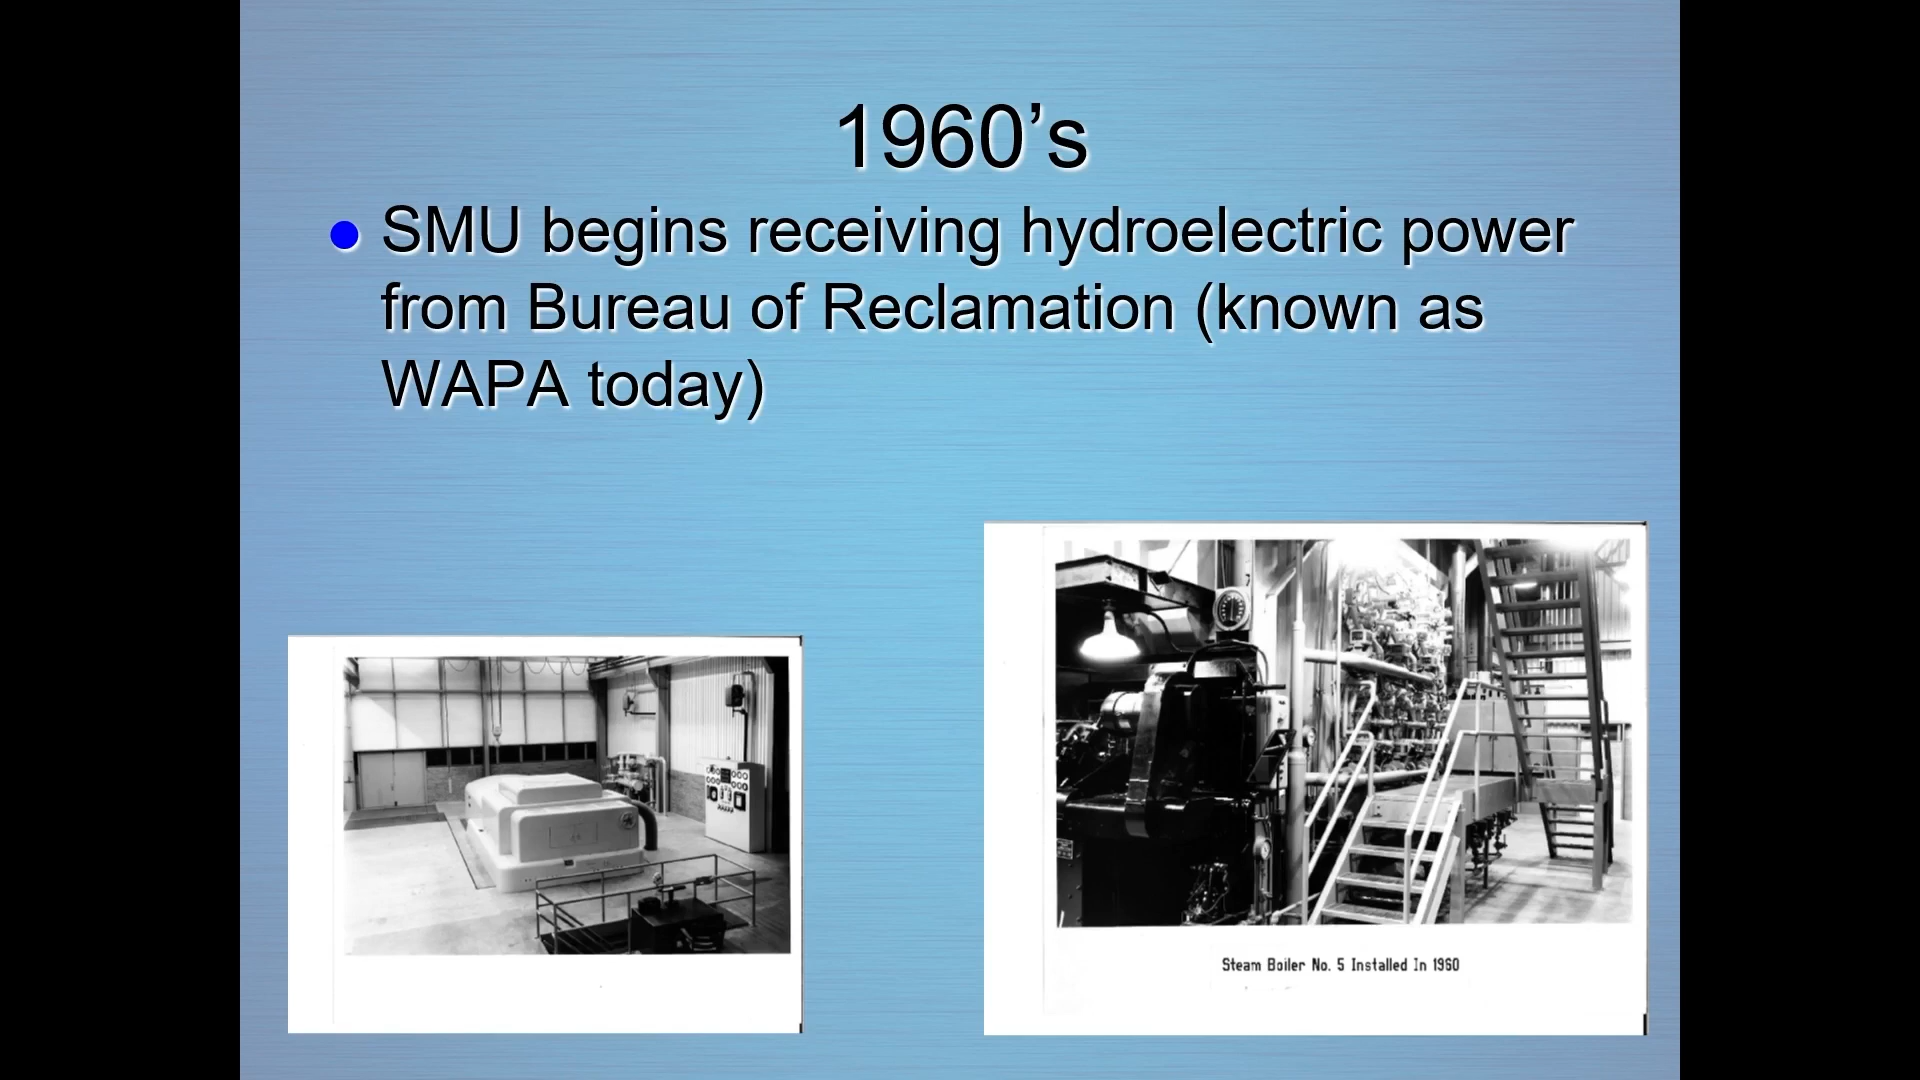 1960’s
SMU begins receiving hydroelectric power
from Bureau of Reclamation (known as
WAPA today)
Steam Boiler No. 5 Installed In 1960